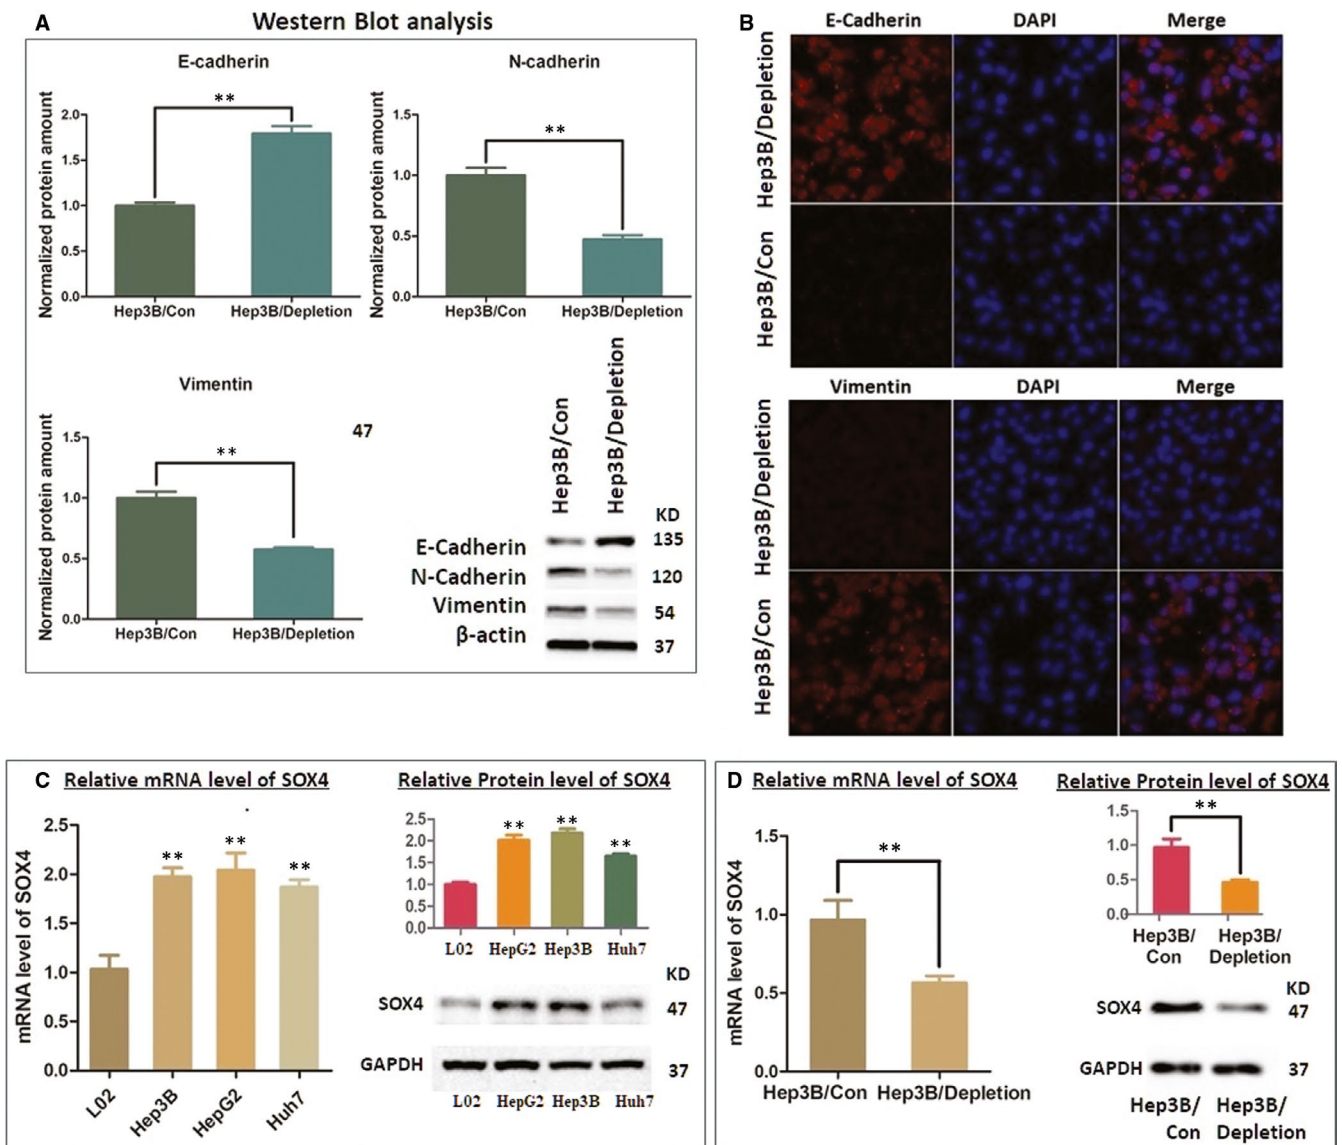 A
Western Blot analysis
E-cadherin
Normalized protein amount
2.0
1.5
1.0
0.5
0.0
**
Hep3B/Con
Hep3B/Depletion
N-cadherin
Normalized protein amount
1.5
1.0
0.5
0.0
**
Hep3B/Con
Hep3B/Depletion
Vimentin
47
Normalized protein amount
1.5
1.0
0.5
0.0
**
Hep3B/Con
Hep3B/Depletion
Hep3B/Con
Hep3B/Depletion
KD
E-Cadherin
135
N-Cadherin
120
Vimentin
54
β-actin
37
B
E-Cadherin
DAPI
Merge
Hep3B/Depletion
Hep3B/Con
Vimentin
DAPI
Merge
Hep3B/Depletion
Hep3B/Con
C
Relative mRNA level of SOX4
mRNA level of SOX4
2.5
2.0
1.5
1.0
0.5
0.0
**
**
**
L02
Hep3B
HepG2
Huh7
Relative Protein level of SOX4
2.5
2.0
1.5
1.0
0.5
0.0
**
**
**
L02
HepG2
Hep3B
Huh7
KD
SOX4
47
GAPDH
37
L02
HepG2
Hep3B
Huh7
D
Relative mRNA level of SOX4
mRNA level of SOX4
1.5
1.0
0.5
0.0
**
Hep3B/Con
Hep3B/Depletion
Relative Protein level of SOX4
1.5
1.0
0.5
0.0
**
Hep3B/
Con
Hep3B/
Depletion
KD
SOX4
47
GAPDH
37
Hep3B/
Con
Hep3B/
Depletion